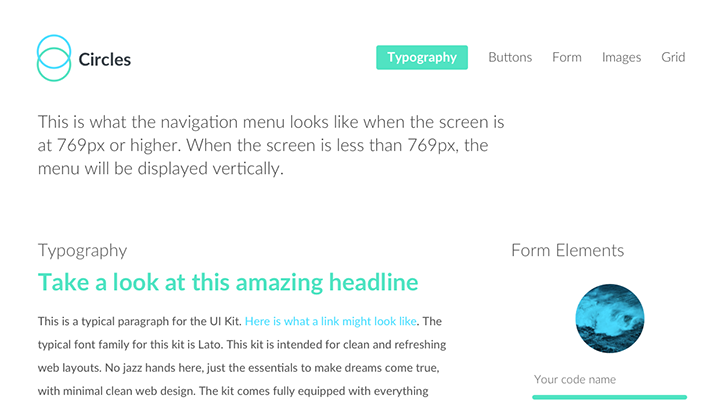 Circles
Typography Buttons Form Images Grid
This is what the navigation menu looks like when the screen is
at 769px or higher. When the screen is less than 769px, the
menu will be displayed vertically.
Typography
Take a look at this amazing headline
This is a typical paragraph for the UI Kit. Here is what a link might look like. The
typical font family for this kit is Lato. This kit is intended for clean and refreshing
web layouts. No jazz hands here, just the essentials to make dreams come true,
with minimal clean web design. The kit comes fully equipped with everything
Form Elements
Your code name